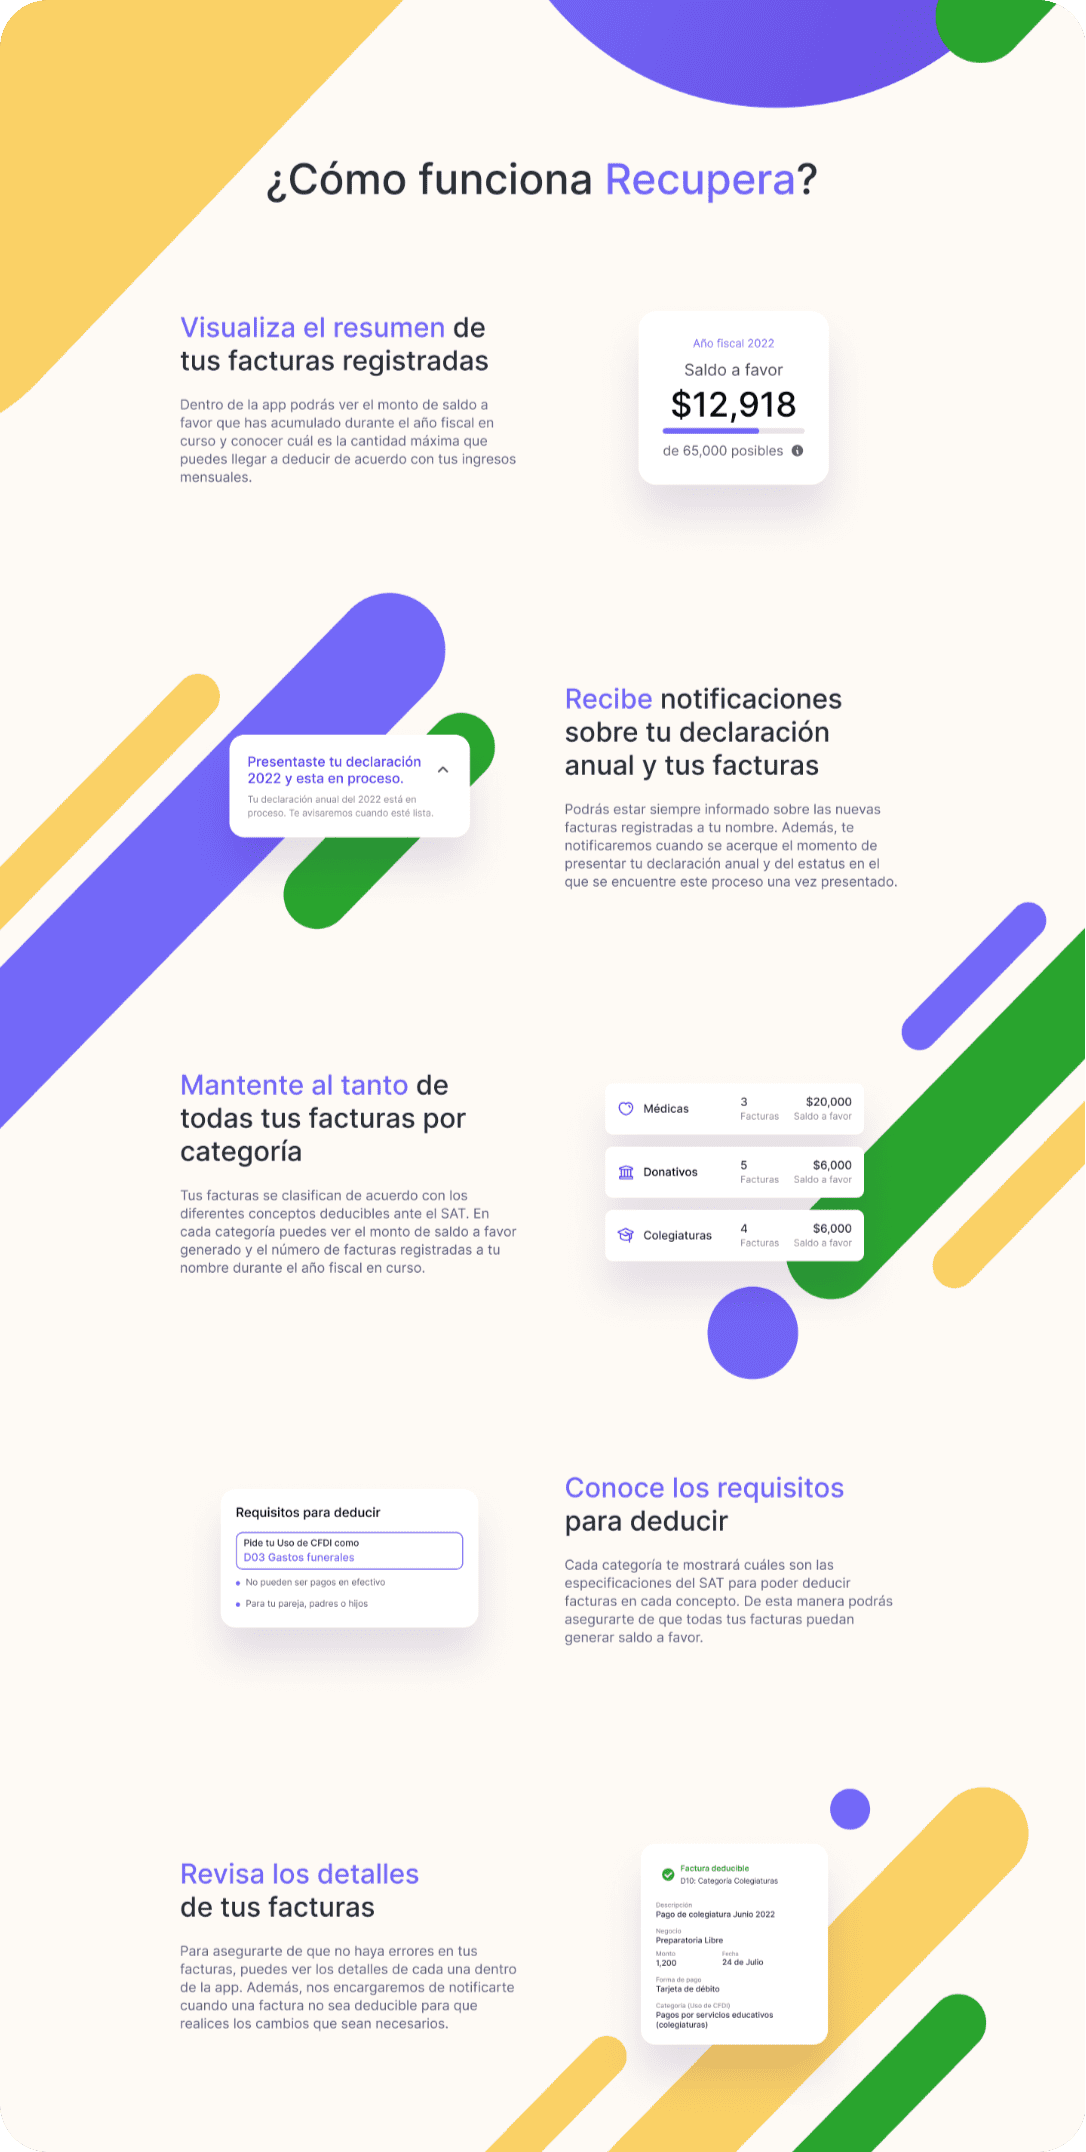 ¿Cómo funciona Recupera?
Visualiza el resumen de
tus facturas registradas
Dentro de la app podrás ver el monto de saldo a
favor que has acumulado durante el año fiscal en
curso y conocer cuál es la cantidad máxima que
puedes llegar a deducir de acuerdo con tus ingresos
mensuales.
Año fiscal 2022
Saldo a favor
$12,918
de 65,000 posibles
Presentaste tu declaración
2022 y esta en proceso.
Tu declaración anual del 2022 está en
proceso. Te avisaremos cuando esté lista.
Recibe notificaciones
sobre tu declaración
anual y tus facturas
Podrás estar siempre informado sobre las nuevas
facturas registradas a tu nombre. Además, te
notificaremos cuando se acerque el momento de
presentar tu declaración anual y del estatus en el
que se encuentre este proceso una vez presentado.
Mantente al tanto de
todas tus facturas por
categoría
Tus facturas se clasifican de acuerdo con los
diferentes conceptos deducibles ante el SAT. En
cada categoría puedes ver el monto de saldo a favor
generado y el número de facturas registradas a tu
nombre durante el año fiscal en curso.
Médicas 3 $20,000
Facturas Saldo a favor
Donativos 5 $6,000
Facturas Saldo a favor
Colegiaturas 4 $6,000
Facturas Saldo a favor
Requisitos para deducir
Pide tu Uso de CFDI como
D03 Gastos funerales
No pueden ser pagos en efectivo
Para tu pareja, padres o hijos
Conoce los requisitos
para deducir
Cada categoría te mostrará cuáles son las
especificaciones del SAT para poder deducir
facturas en cada concepto. De esta manera podrás
asegurarte de que todas tus facturas puedan
generar saldo a favor.
Revisa los detalles
de tus facturas
Para asegurarte de que no haya errores en tus
facturas, puedes ver los detalles de cada una dentro
de la app. Además, nos encargaremos de notificarte
cuando una factura no sea deducible para que
realices los cambios que sean necesarios.
Factura deducible
D10: Categoría Colegiaturas
Descripción
Pago de colegiatura Junio 2022
Negocio
Preparatoria Libre
Monto Fecha
1,200 24 de Julio
Forma de pago
Tarjeta de débito
Categoría (Uso de CFDI)
Pagos por servicios educativos
(colegiaturas)